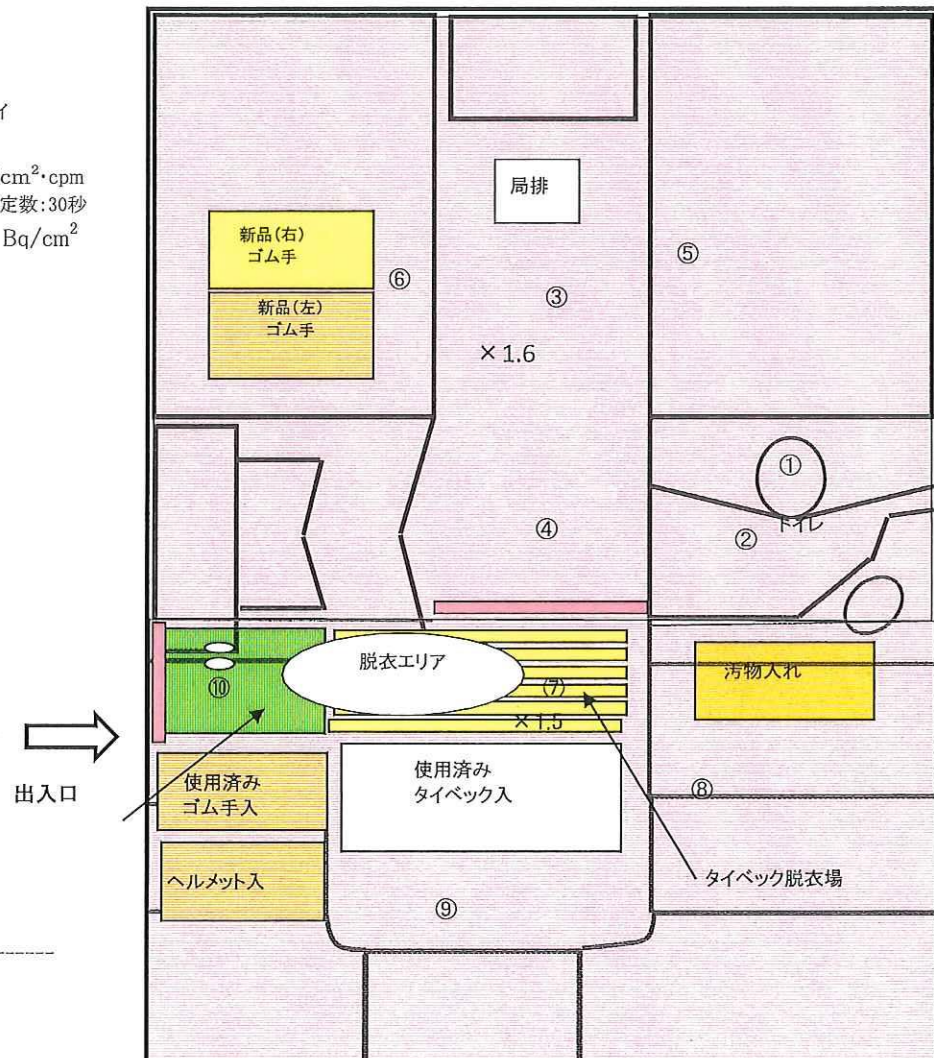 イ
cm²・cpm
定数:30秒
Bq/cm²
局排
新品(右)
ゴム手
⑤
⑥
③
新品(左)
ゴム手
×1.6
①
④
②
トイレ
脱衣エリア
汚物入れ
⑩
⑦
×1.5
出入口
使用済み
ゴム手入
使用済み
タイベック入
⑧
ヘルメット入
タイベック脱衣場
⑨